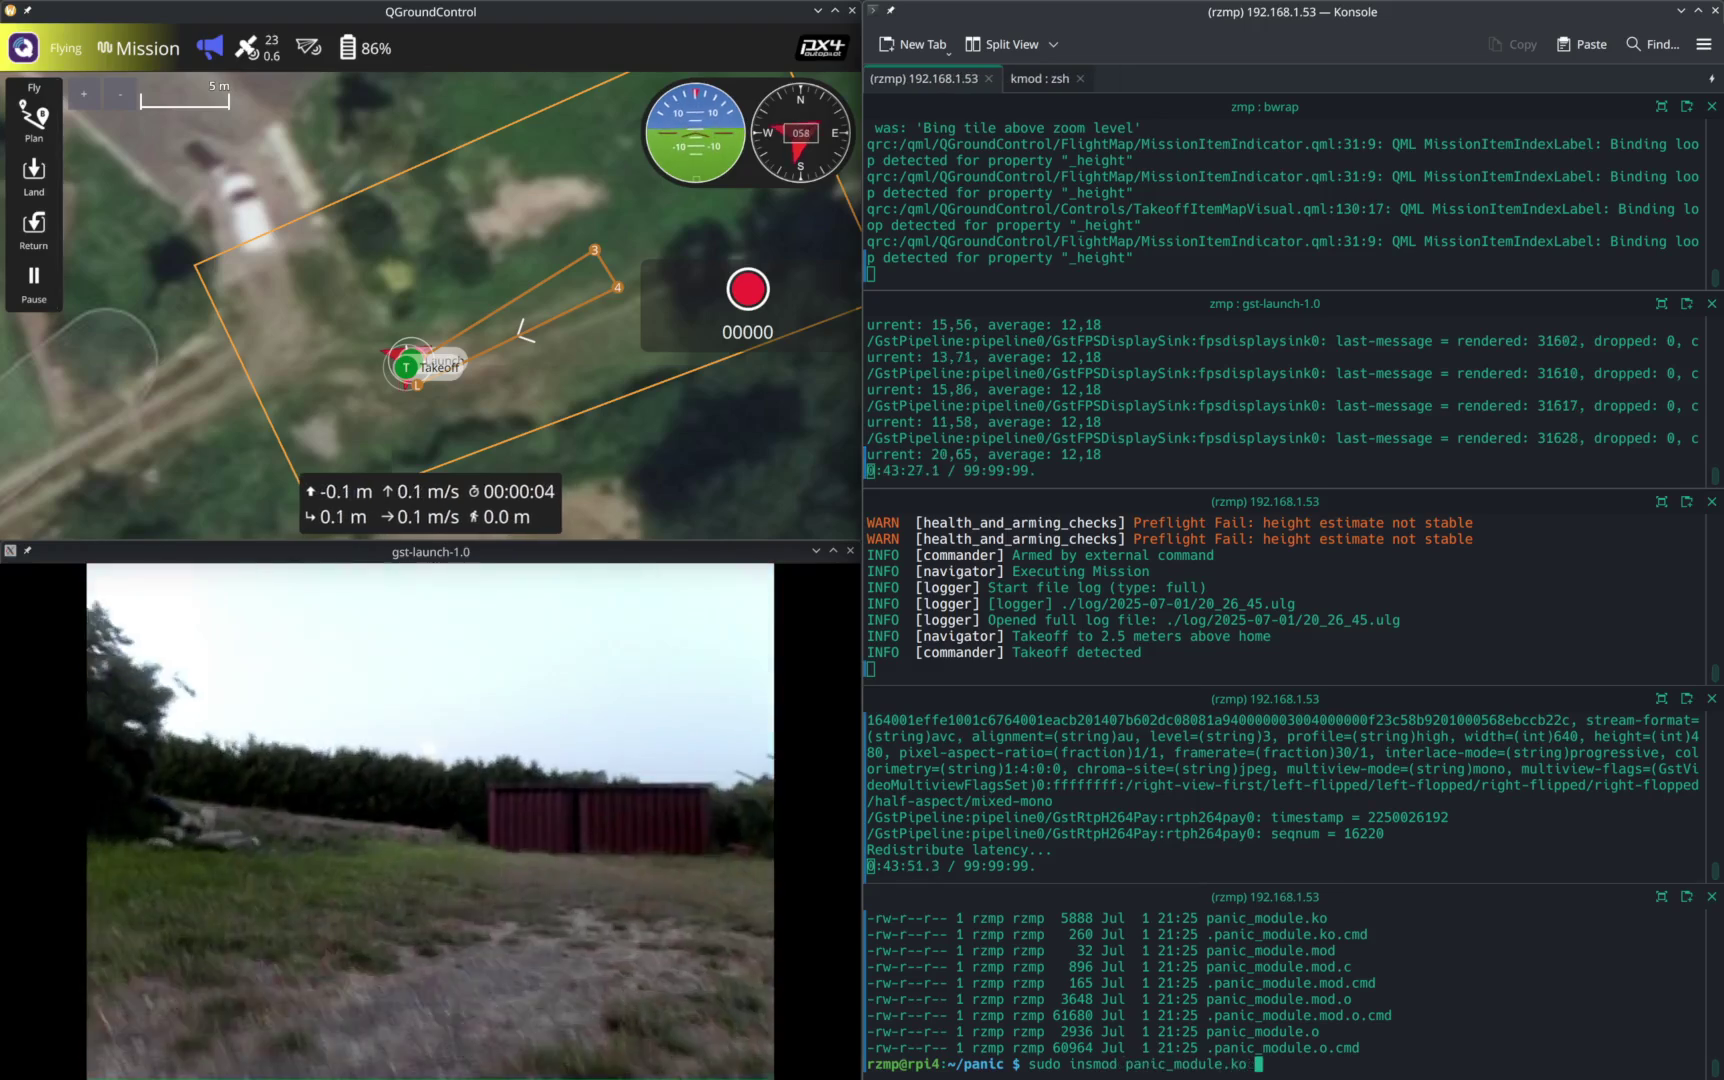 QGroundControl
Flying
Mission
23
0.6
86%
PX4
autopilot
Fly
Plan
Land
Return
Pause
+
-
5 m
10
10
-10
-10
N
W
058
E
S
3
4
00000
Launch
T
Takeoff
L
-0.1 m
0.1 m/s
00:00:04
0.1 m
0.1 m/s
0.0 m
gst-launch-1.0
(rzmp) 192.168.1.53 — Konsole
New Tab
Split View
Copy
Paste
Find...
(rzmp) 192.168.1.53
kmod : zsh
zmp : bwrap
was: 'Bing tile above zoom level'
qrc:/qml/QGroundControl/FlightMap/MissionItemIndicator.qml:31:9: QML MissionItemIndexLabel: Binding loo
p detected for property "_height"
qrc:/qml/QGroundControl/FlightMap/MissionItemIndicator.qml:31:9: QML MissionItemIndexLabel: Binding loo
p detected for property "_height"
qrc:/qml/QGroundControl/Controls/TakeoffItemMapVisual.qml:130:17: QML MissionItemIndexLabel: Binding lo
op detected for property "_height"
qrc:/qml/QGroundControl/FlightMap/MissionItemIndicator.qml:31:9: QML MissionItemIndexLabel: Binding loo
p detected for property "_height"
zmp : gst-launch-1.0
urrent: 15,56, average: 12,18
/GstPipeline:pipeline0/GstFPSDisplaySink:fpsdisplaysink0: last-message = rendered: 31602, dropped: 0, c
urrent: 13,71, average: 12,18
/GstPipeline:pipeline0/GstFPSDisplaySink:fpsdisplaysink0: last-message = rendered: 31610, dropped: 0, c
urrent: 15,86, average: 12,18
/GstPipeline:pipeline0/GstFPSDisplaySink:fpsdisplaysink0: last-message = rendered: 31617, dropped: 0, c
urrent: 11,58, average: 12,18
/GstPipeline:pipeline0/GstFPSDisplaySink:fpsdisplaysink0: last-message = rendered: 31628, dropped: 0, c
urrent: 20,65, average: 12,18
0:43:27.1 / 99:99:99.
(rzmp) 192.168.1.53
WARN [health_and_arming_checks] Preflight Fail: height estimate not stable
WARN [health_and_arming_checks] Preflight Fail: height estimate not stable
INFO [commander] Armed by external command
INFO [navigator] Executing Mission
INFO [logger] Start file log (type: full)
INFO [logger] [logger] ./log/2025-07-01/20_26_45.ulg
INFO [logger] Opened full log file: ./log/2025-07-01/20_26_45.ulg
INFO [navigator] Takeoff to 2.5 meters above home
INFO [commander] Takeoff detected
(rzmp) 192.168.1.53
164001effe1001c6764001eacb201407b602dc08081a940000003004000000f23c58b9201000568ebccb22c, stream-format=
(string)avc, alignment=(string)au, level=(string)3, profile=(string)high, width=(int)640, height=(int)4
80, pixel-aspect-ratio=(fraction)1/1, framerate=(fraction)30/1, interlace-mode=(string)progressive, col
orimetry=(string)1:4:0:0, chroma-site=(string)jpeg, multiview-mode=(string)mono, multiview-flags=(GstVi
deoMultiviewFlagsSet)0:ffffffff:/right-view-first/left-flipped/left-flopped/right-flipped/right-flopped
/half-aspect/mixed-mono
/GstPipeline:pipeline0/GstRtpH264Pay:rtph264pay0: timestamp = 2250026192
/GstPipeline:pipeline0/GstRtpH264Pay:rtph264pay0: seqnum = 16220
Redistribute latency...
0:43:51.3 / 99:99:99.
(rzmp) 192.168.1.53
-rw-r--r-- 1 rzmp rzmp 5888 Jul 1 21:25 panic_module.ko
-rw-r--r-- 1 rzmp rzmp 260 Jul 1 21:25 .panic_module.ko.cmd
-rw-r--r-- 1 rzmp rzmp 32 Jul 1 21:25 panic_module.mod
-rw-r--r-- 1 rzmp rzmp 896 Jul 1 21:25 panic_module.mod.c
-rw-r--r-- 1 rzmp rzmp 165 Jul 1 21:25 .panic_module.mod.cmd
-rw-r--r-- 1 rzmp rzmp 3648 Jul 1 21:25 panic_module.mod.o
-rw-r--r-- 1 rzmp rzmp 61680 Jul 1 21:25 .panic_module.mod.o.cmd
-rw-r--r-- 1 rzmp rzmp 2936 Jul 1 21:25 panic_module.o
-rw-r--r-- 1 rzmp rzmp 60964 Jul 1 21:25 .panic_module.o.cmd
rzmp@rpi4:~/panic $ sudo insmod panic_module.ko